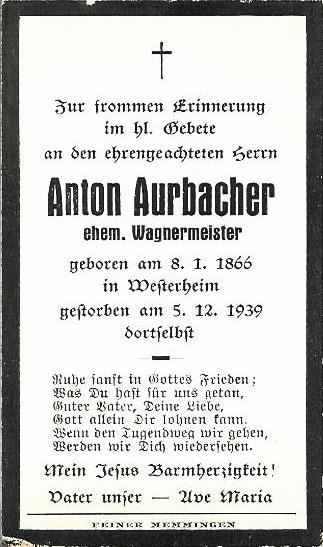 Zur frommen Erinnerung
im hl. Gebete
an den ehrengeachteten Herrn
Anton Aurbacher
ehem. Wagnermeister
geboren am 8. 1. 1866
in Westerheim
gestorben am 5. 12. 1939
dortselbst
Ruhe sanft in Gottes Frieden;
Was Du hast für uns getan,
Guter Vater, Deine Liebe,
Gott allein Dir lohnen kann.
Wenn den Tugendweg wir gehen,
Werden wir Dich wiedersehen.
Mein Jesus Barmherzigkeit!
Vater unser — Ave Maria
FEINER MEMMINGEN